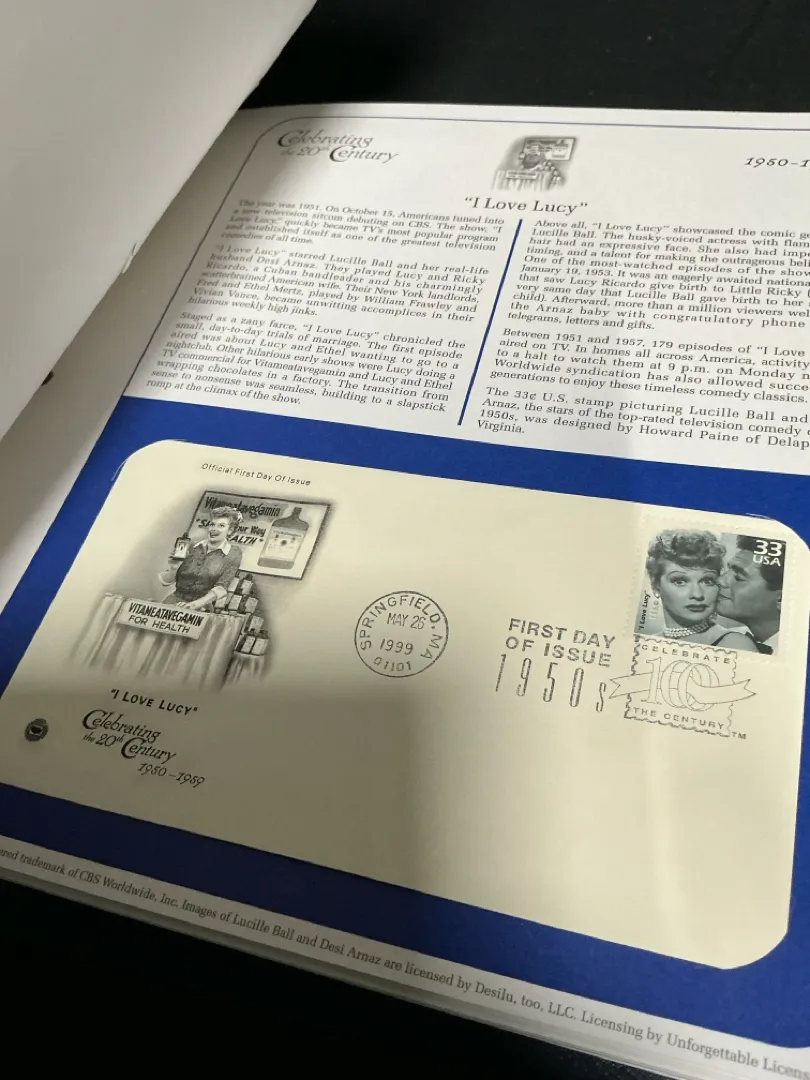 Celebrating
the 20th Century
1950-1
"I Love Lucy"
The year was 1951. On October 15, Americans tuned into
a new television sitcom debuting on CBS. The show, "I
Love Lucy," quickly became TV's most popular program
and established itself as one of the greatest television
comedies of all time.
"I Love Lucy" starred Lucille Ball and her real-life
husband Desi Arnaz. They played Lucy and Ricky
Ricardo, a Cuban bandleader and his charmingly
scatterbrained American wife. Their New York landlords,
Fred and Ethel Mertz, played by William Frawley and
Vivian Vance, became unwitting accomplices in their
hilarious weekly high jinks.
Staged as a zany farce, "I Love Lucy" chronicled the
small, day-to-day trials of marriage. The first episode
aired was about Lucy and Ethel wanting to go to a
nightclub. Other hilarious early shows were Lucy doing a
TV commercial for Vitameatavegamin and Lucy and Ethel
wrapping chocolates in a factory. The transition from
sense to nonsense was seamless, building to a slapstick
romp at the climax of the show.
Above all, "I Love Lucy" showcased the comic ge
Lucille Ball. The husky-voiced actress with flam
hair had an expressive face. She also had impe
timing, and a talent for making the outrageous beli
One of the most-watched episodes of the show
January 19, 1953. It was an eagerly awaited nationa
that saw Lucy Ricardo give birth to Little Ricky (
very same day that Lucille Ball gave birth to her s
child). Afterward, more than a million viewers wel
the Arnaz baby with congratulatory phone
telegrams, letters and gifts.
Between 1951 and 1957, 179 episodes of "I Love
aired on TV. In homes all across America, activity
to a halt to watch them at 9 p.m. on Monday n
Worldwide syndication has also allowed succe
generations to enjoy these timeless comedy classics.
The 33¢ U.S. stamp picturing Lucille Ball and
Arnaz, the stars of the top-rated television comedy o
1950s, was designed by Howard Paine of Delap
Virginia.
Official First Day Of Issue
Vitameatavegamin
your Way
HEALTH"
VITAMEATAVEGAMIN
FOR HEALTH
"I LOVE LUCY"
Celebrating
the 20th Century
1950-1959
SPRINGFIELD, MA
MAY 26
1999
01101
FIRST DAY
OF ISSUE
1950s
33
USA
"I Love Lucy"
CELEBRATE
100
THE CENTURY
TM
ered trademark of CBS Worldwide, Inc. Images of Lucille Ball and Desi Arnaz are licensed by Desilu, too, LLC. Licensing by Unforgettable Licens